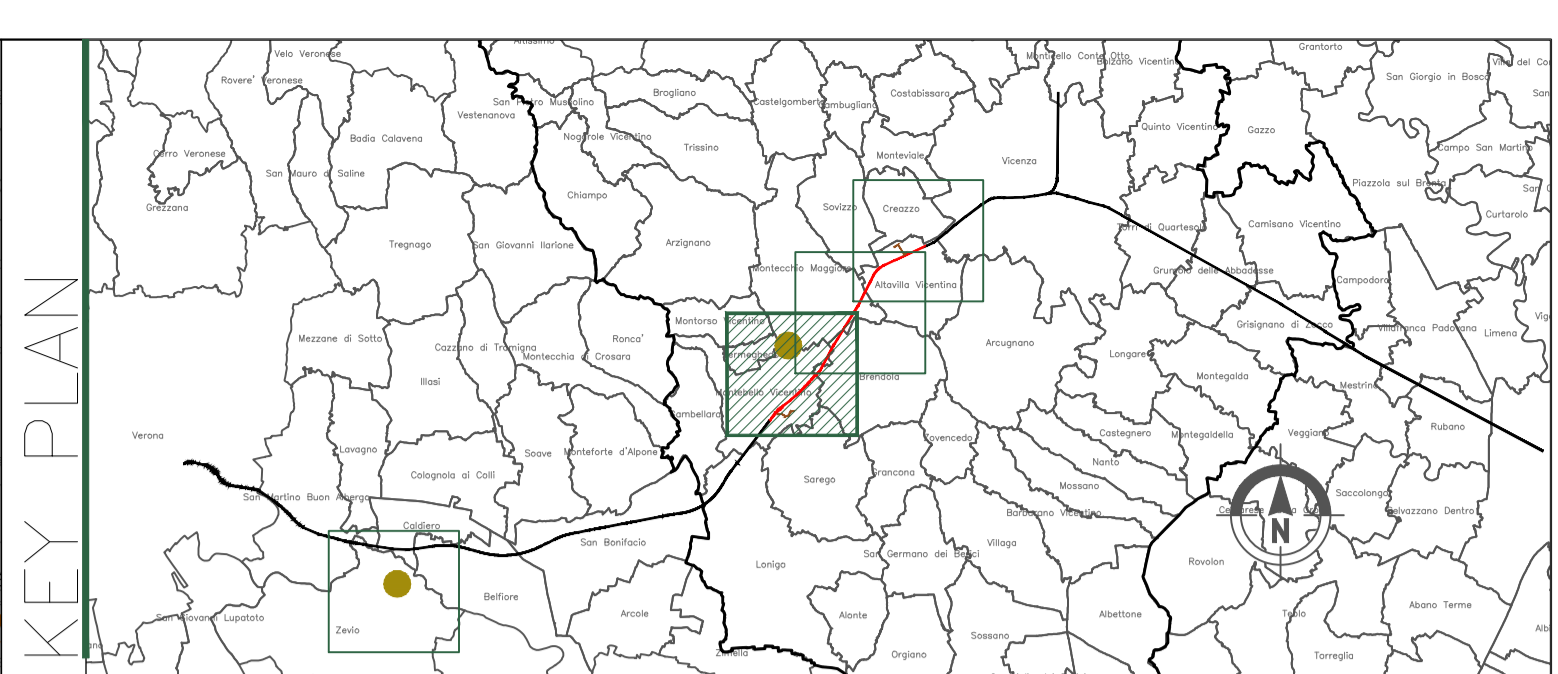 KEY PLAN
Velo Veronese
Altissimo
Monticello Conte Otto
Bolzano Vicentin
Grantorto
Rovere' Veronese
San Pietro Mussolino
Brogliano
Castelgomberto
Gambugliano
Costabissara
San Giorgio in Bosco
Vestenanova
Badia Calavena
Nogarole Vicentino
Trissino
Quinto Vicentino
Gazzo
Cerro Veronese
San Mauro di Saline
Monteviale
Vicenza
Campo San Martino
Chiampo
Piazzola sul Brenta
Grezzana
Sovizzo
Creazzo
Curtarolo
Tregnago
San Giovanni Ilarione
Arzignano
Torri di Quartesolo
Camisano Vicentino
Montecchio Maggiore
Altavilla Vicentina
Grumolo delle Abbadesse
Campodoro
Montorso Vicentino
Grisignano di Zocco
Villafranca Padovana
Limena
Mezzane di Sotto
Cazzano di Tramigna
Ronca'
Montecchia di Crosara
Arcugnano
Longare
Illasi
Brendola
Montegalda
Mestrino
Montebello Vicentino
Gambellara
Verona
Lavagno
Soave
Monteforte d'Alpone
Zovencedo
Castegnero
Montegaldella
Veggiano
Rubano
Colognola ai Colli
Sarego
Grancona
Nanto
Mossano
Saccolongo
San Martino Buon Albergo
Barbarano Vicentino
Selvazzano Dentro
Caldiero
N
San Bonifacio
Lonigo
San Germano dei Berici
Villaga
Rovolon
Belfiore
Arcole
Alonte
Albettone
Teolo
Abano Terme
San Giovanni Lupatoto
Zevio
Sossano
Zimella
Orgiano
Torreglia